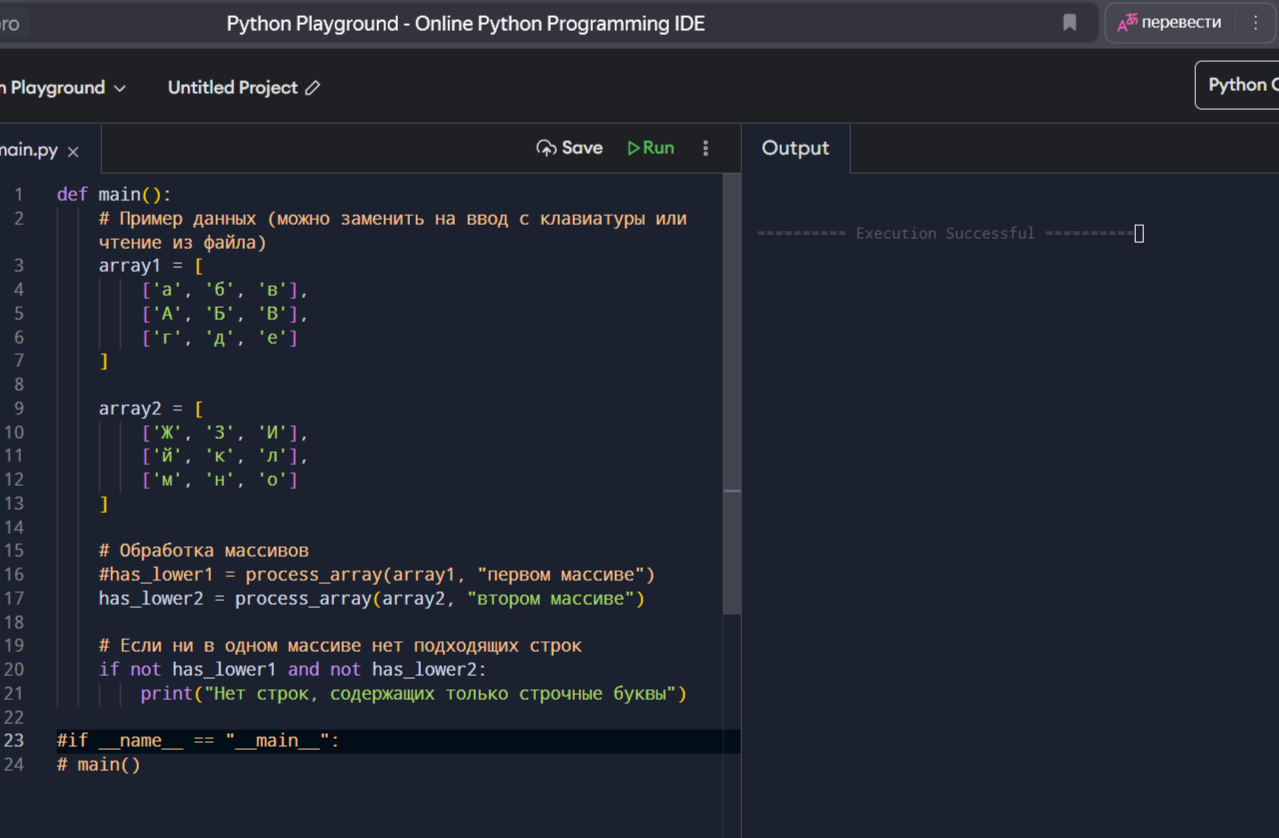 ro
Python Playground - Online Python Programming IDE
перевести
n Playground
Untitled Project
Python C
main.py
Save
Run
Output
1 def main():
2 # Пример данных (можно заменить на ввод с клавиатуры или
чтение из файла)
3 array1 = [
4 ['а', 'б', 'в'],
5 ['А', 'Б', 'В'],
6 ['г', 'д', 'е']
7 ]
8
9 array2 = [
10 ['Ж', 'З', 'И'],
11 ['й', 'к', 'л'],
12 ['м', 'н', 'о']
13 ]
14
15 # Обработка массивов
16 #has_lower1 = process_array(array1, "первом массиве")
17 has_lower2 = process_array(array2, "втором массиве")
18
19 # Если ни в одном массиве нет подходящих строк
20 if not has_lower1 and not has_lower2:
21 print("Нет строк, содержащих только строчные буквы")
22
23 #if __name__ == "__main__":
24 # main()
========== Execution Successful ==========